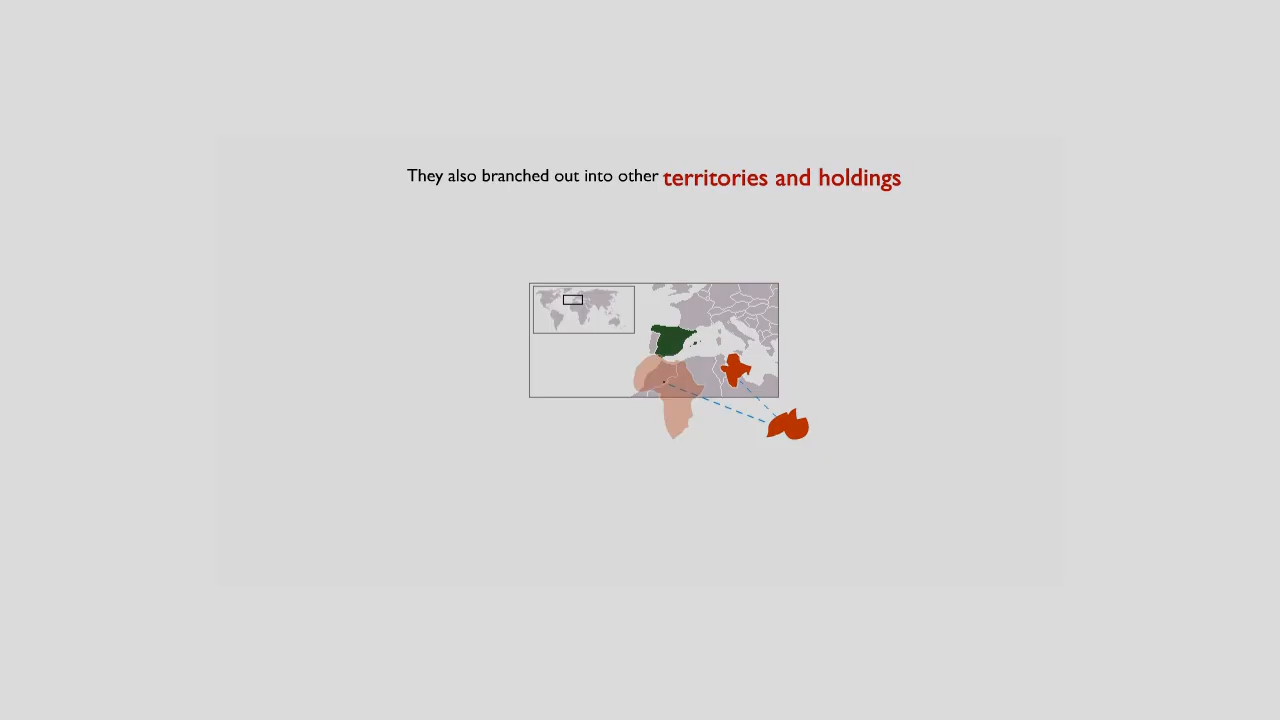 They also branched out into other territories and holdings